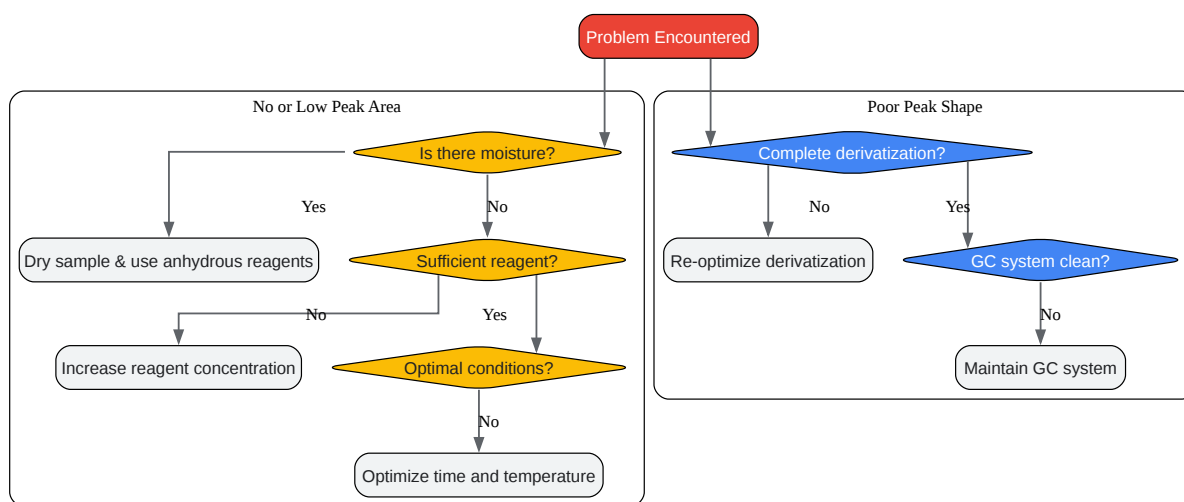 Problem Encountered
No or Low Peak Area
Is there moisture?
Yes
No
Dry sample & use anhydrous reagents
Sufficient reagent?
No
Yes
Increase reagent concentration
Optimal conditions?
No
Optimize time and temperature
Poor Peak Shape
Complete derivatization?
No
Yes
Re-optimize derivatization
GC system clean?
No
Maintain GC system